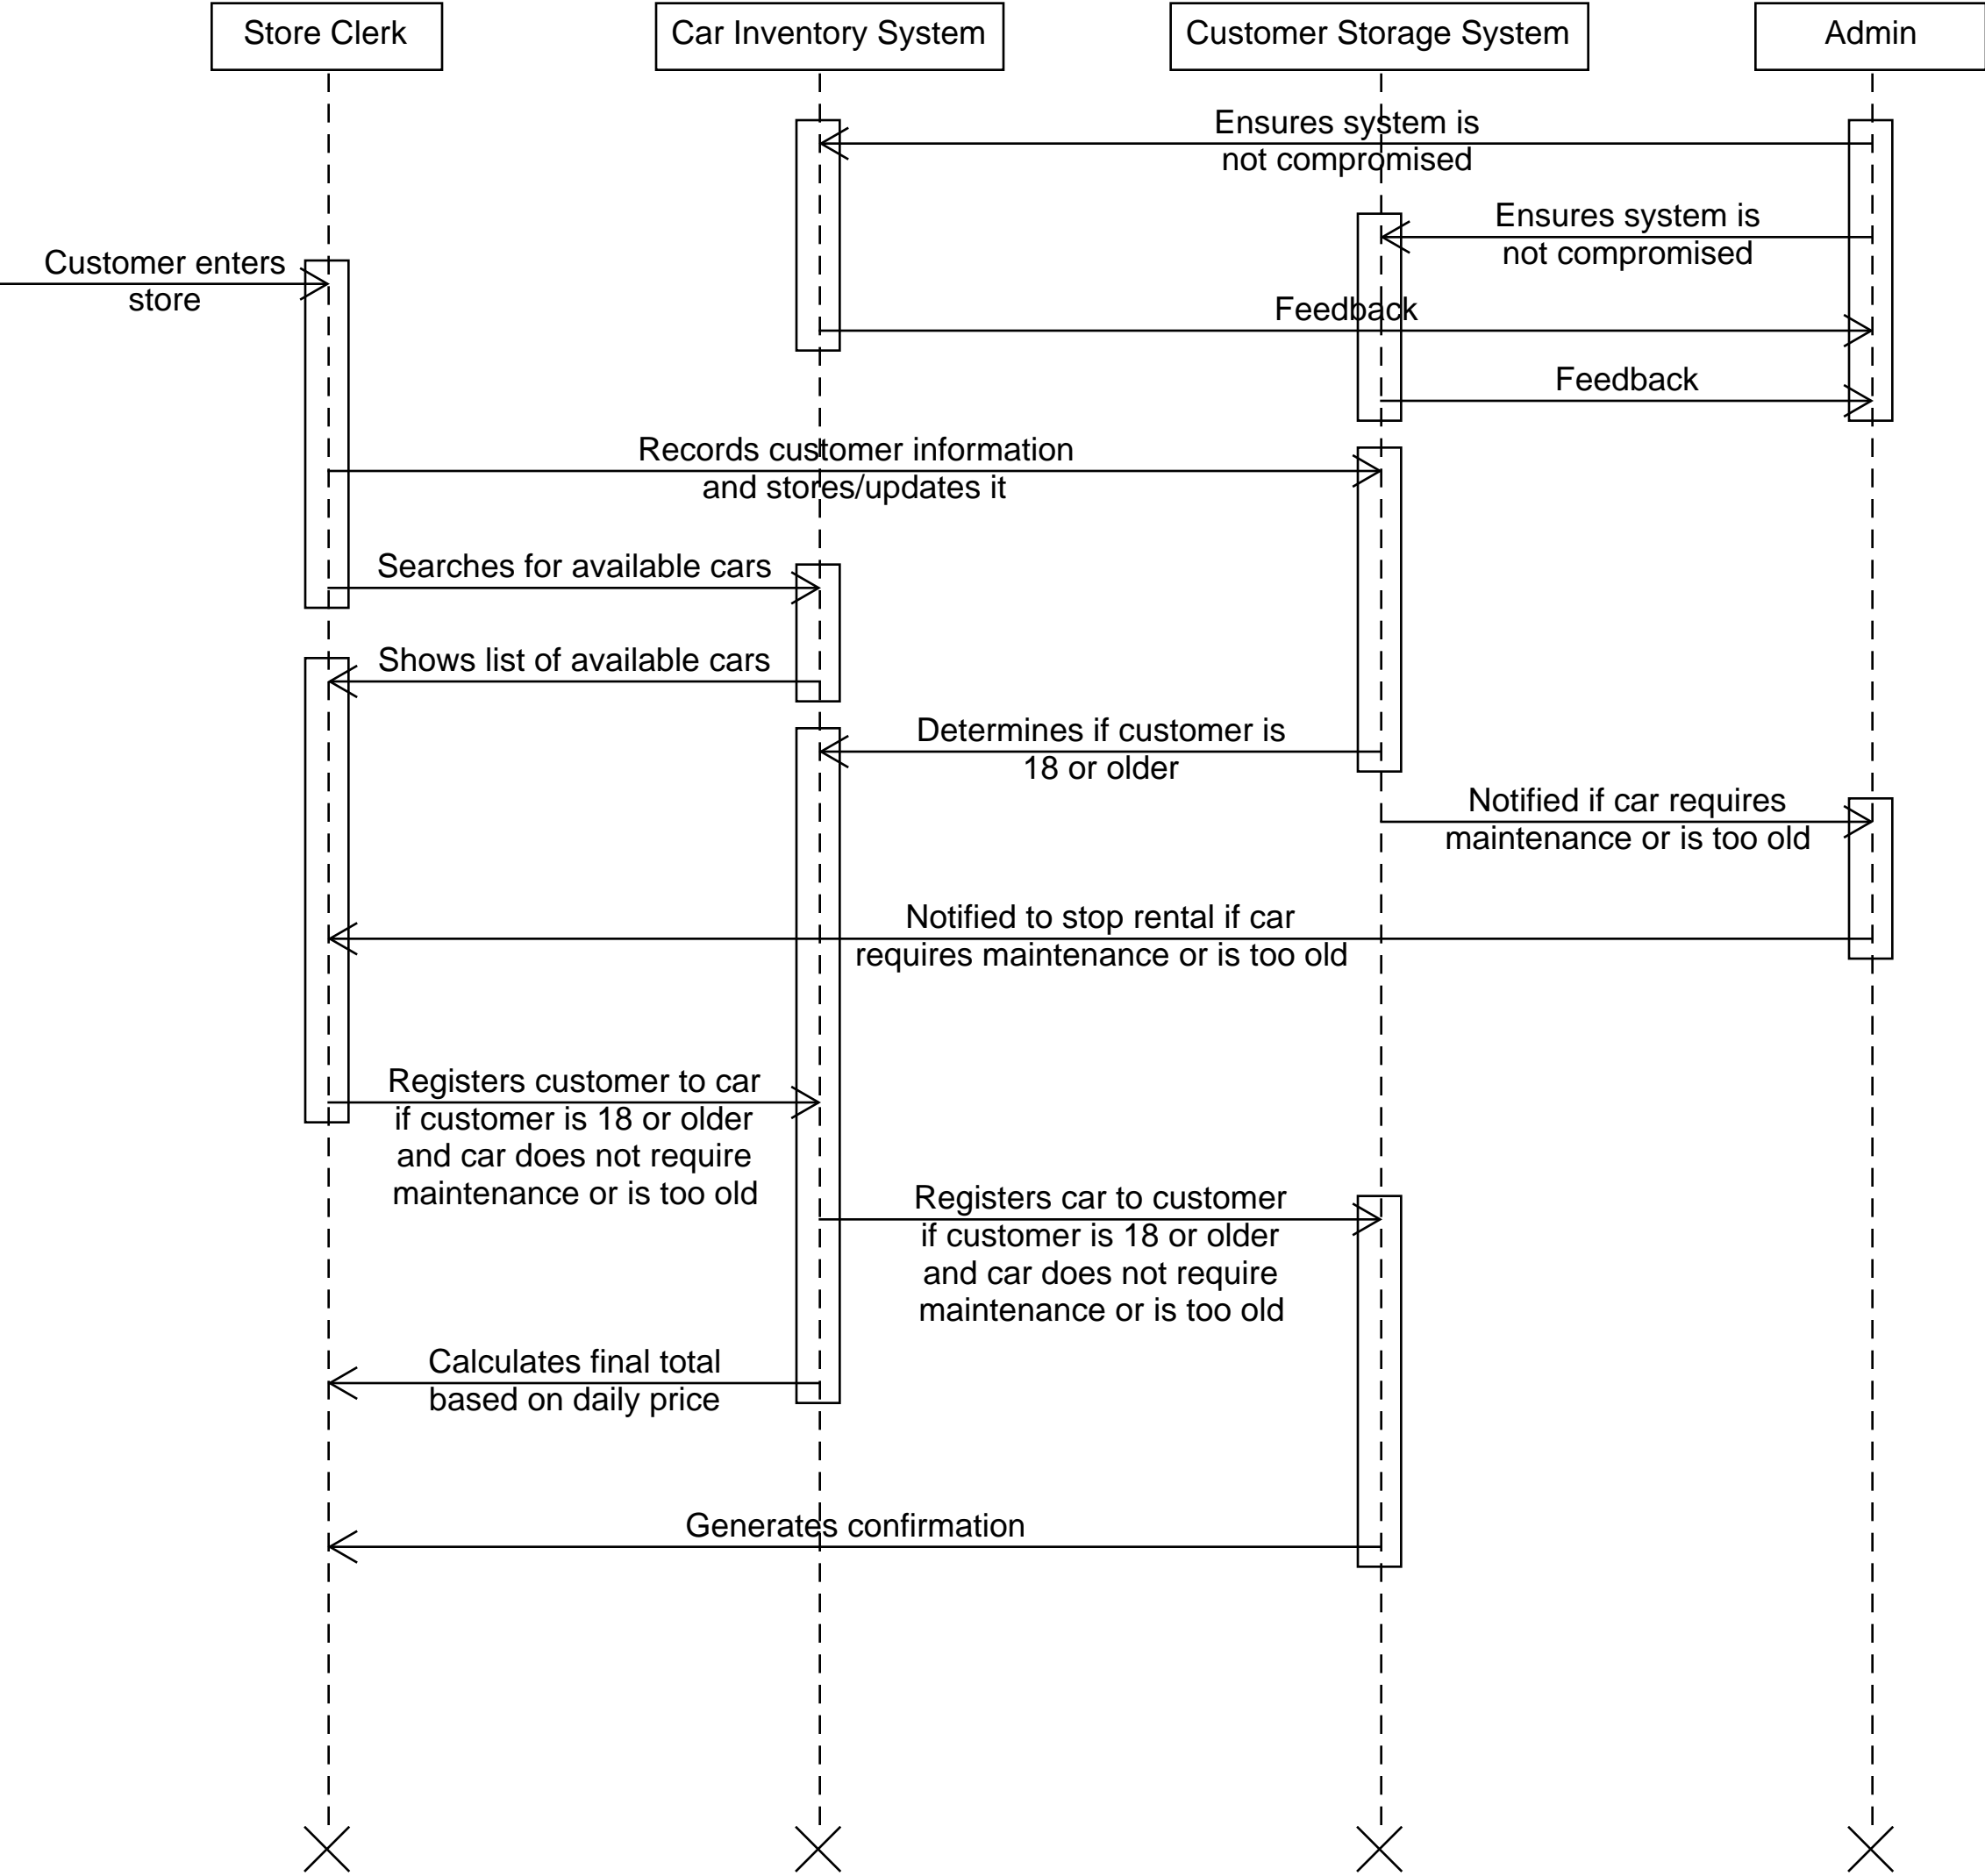 Store Clerk
Car Inventory System
Customer Storage System
Admin
Ensures system is
not compromised
Ensures system is
not compromised
Customer enters
store
Feedback
Feedback
Records customer information
and stores/updates it
Searches for available cars
Shows list of available cars
Determines if customer is
18 or older
Notified if car requires
maintenance or is too old
Notified to stop rental if car
requires maintenance or is too old
Registers customer to car
if customer is 18 or older
and car does not require
maintenance or is too old
Registers car to customer
if customer is 18 or older
and car does not require
maintenance or is too old
Calculates final total
based on daily price
Generates confirmation